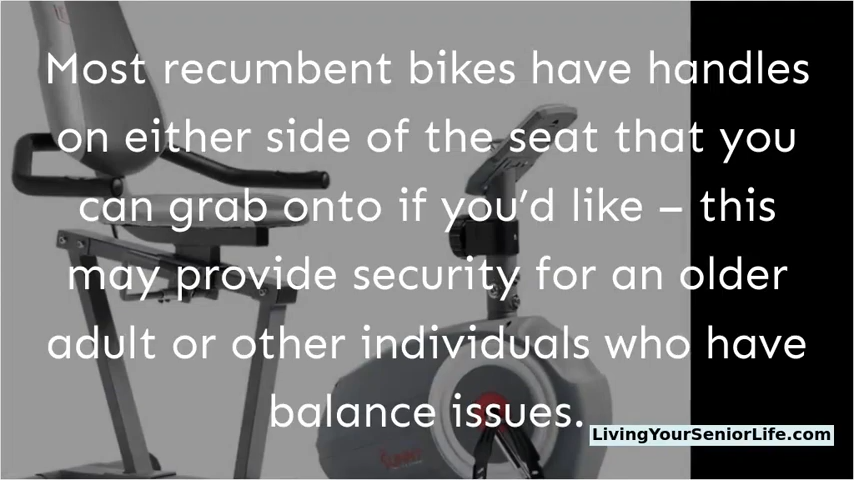 Most recumbent bikes have handles
on either side of the seat that you
can grab onto if you’d like – this
may provide security for an older
adult or other individuals who have
balance issues.
LivingYourSeniorLife.com